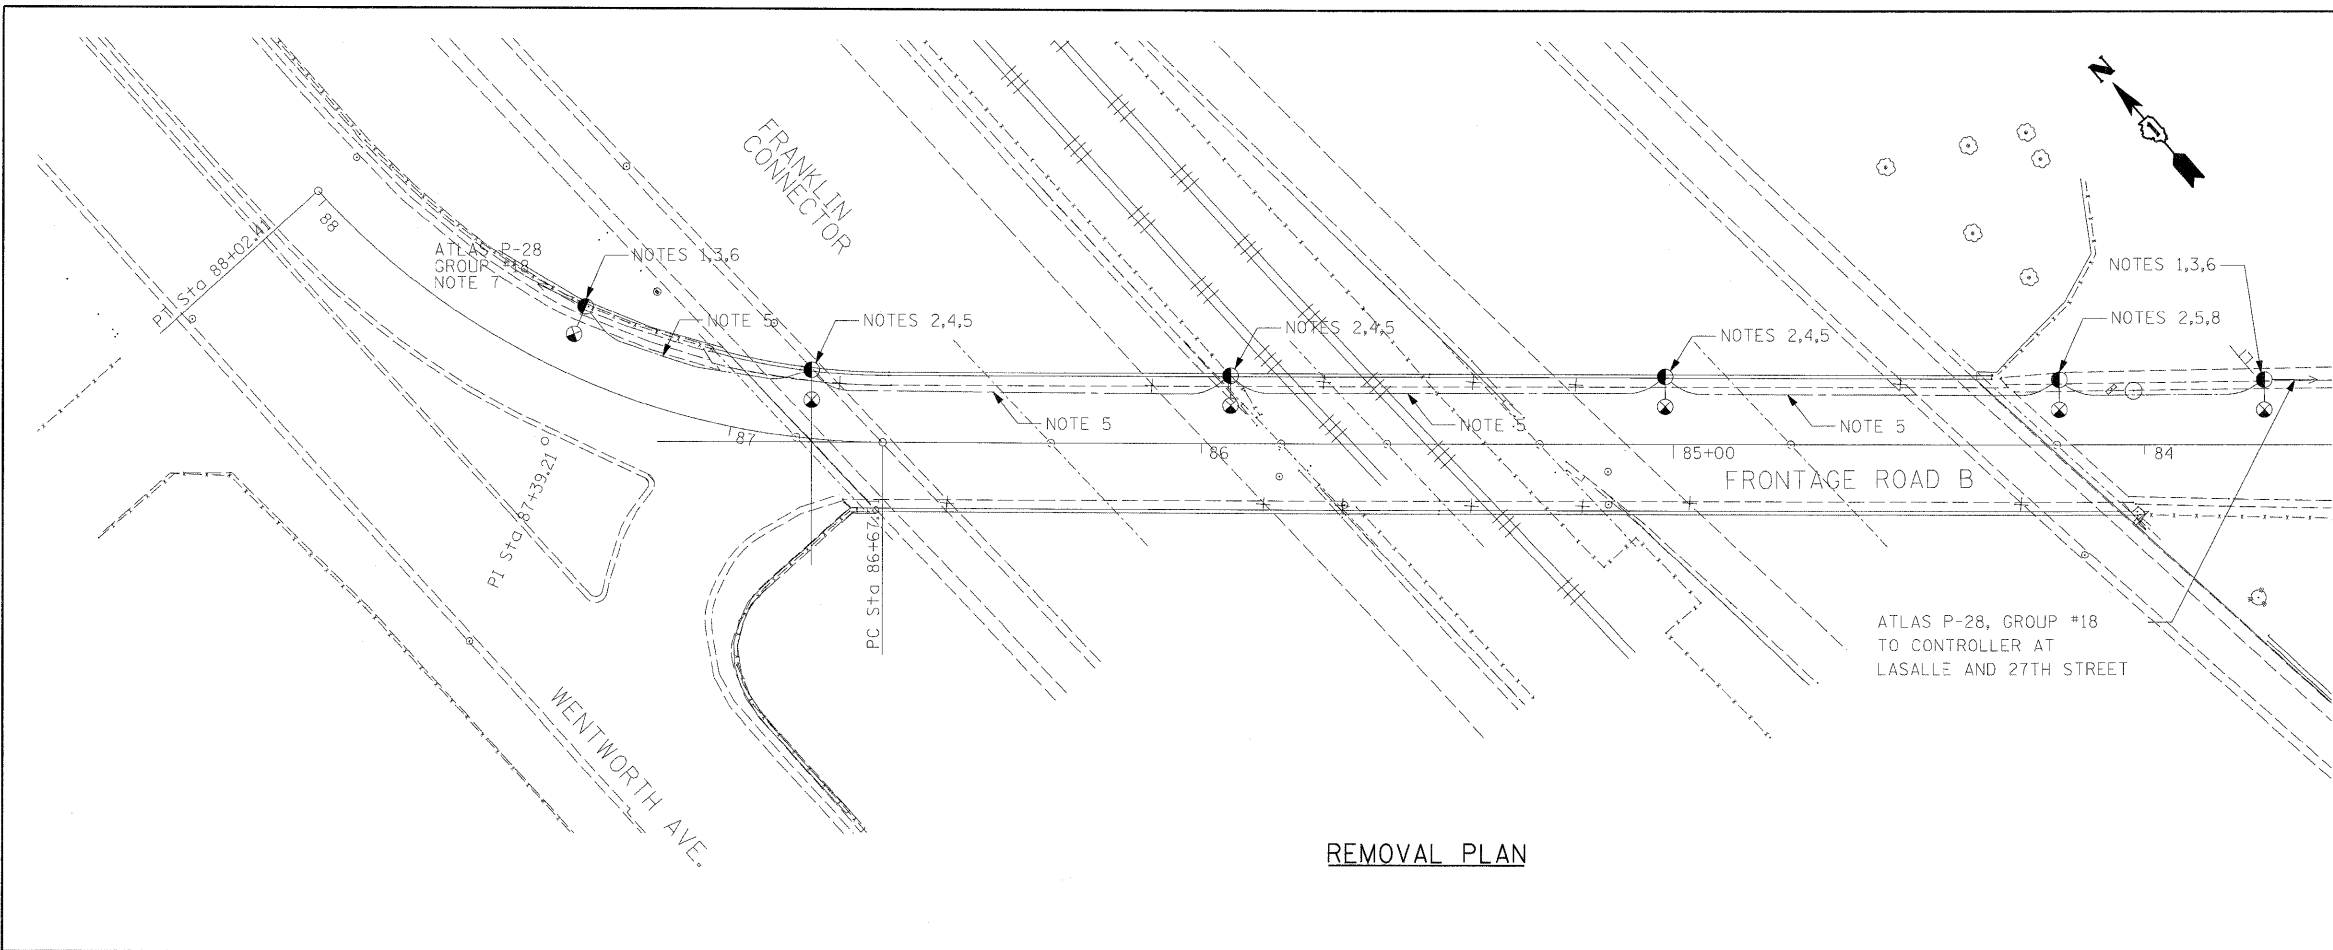 N
1
FRANKLIN
CONNECTOR
88
PT Sta 88+02.41
ATLAS P-28
GROUP #18
NOTE 7
NOTES 1,3,6
NOTE 5
NOTES 2,4,5
NOTES 2,4,5
NOTES 2,4,5
NOTES 1,3,6
NOTES 2,5,8
NOTE 5
NOTE 5
NOTE 5
87
86
85+00
84
FRONTAGE ROAD B
PI Sta 87+39.21
PC Sta 86+67
ATLAS P-28, GROUP #18
TO CONTROLLER AT
LASALLE AND 27TH STREET
WENTWORTH AVE.
REMOVAL PLAN